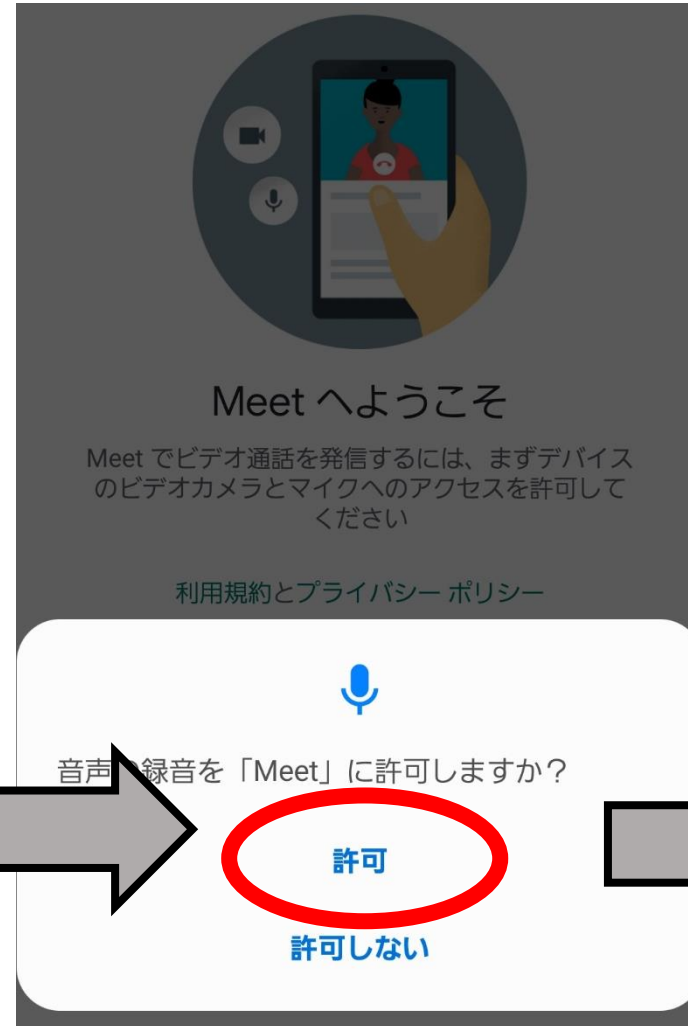 Meet へようこそ
Meet でビデオ通話を発信するには、まずデバイス
のビデオカメラとマイクへのアクセスを許可して
ください
利用規約とプライバシー ポリシー
音声の録音を「Meet」に許可しますか？
許可
許可しない